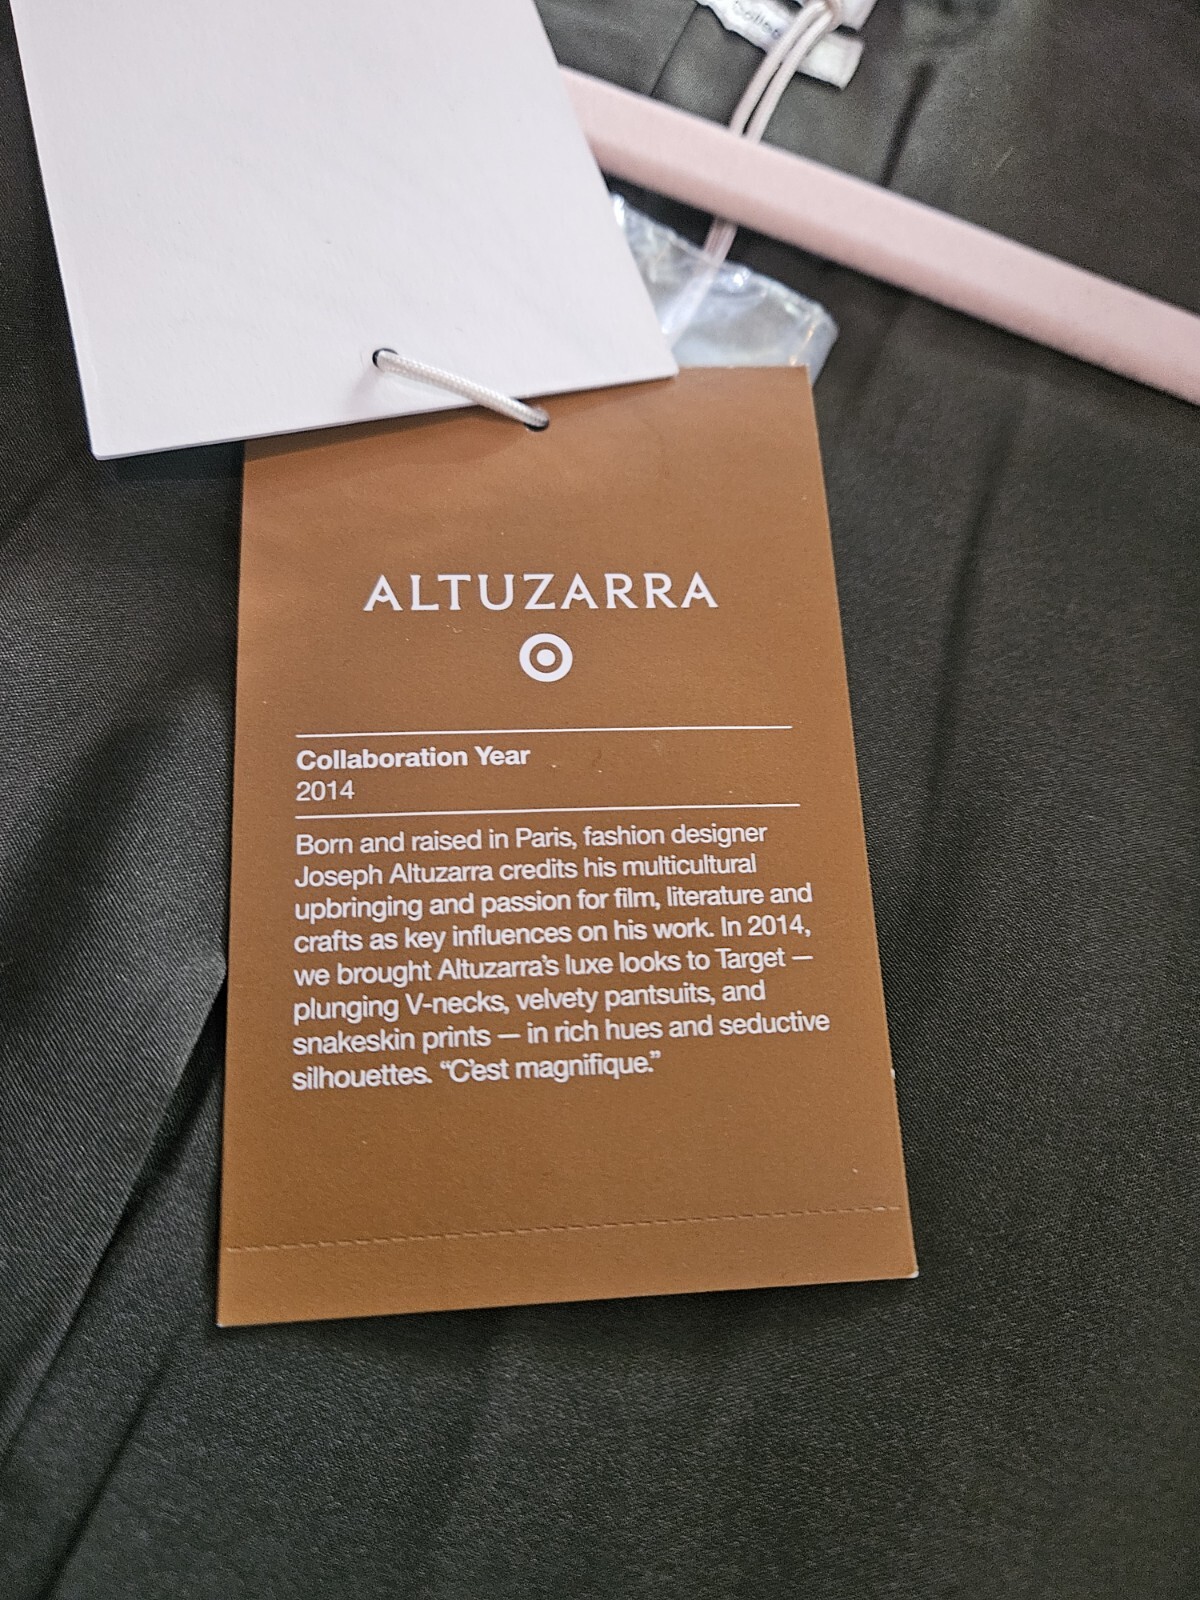 ALTUZARRA
Collaboration Year
2014
Born and raised in Paris, fashion designer
Joseph Altuzarra credits his multicultural
upbringing and passion for film, literature and
crafts as key influences on his work. In 2014,
we brought Altuzarra's luxe looks to Target —
plunging V-necks, velvety pantsuits, and
snakeskin prints — in rich hues and seductive
silhouettes. “C'est magnifique.”